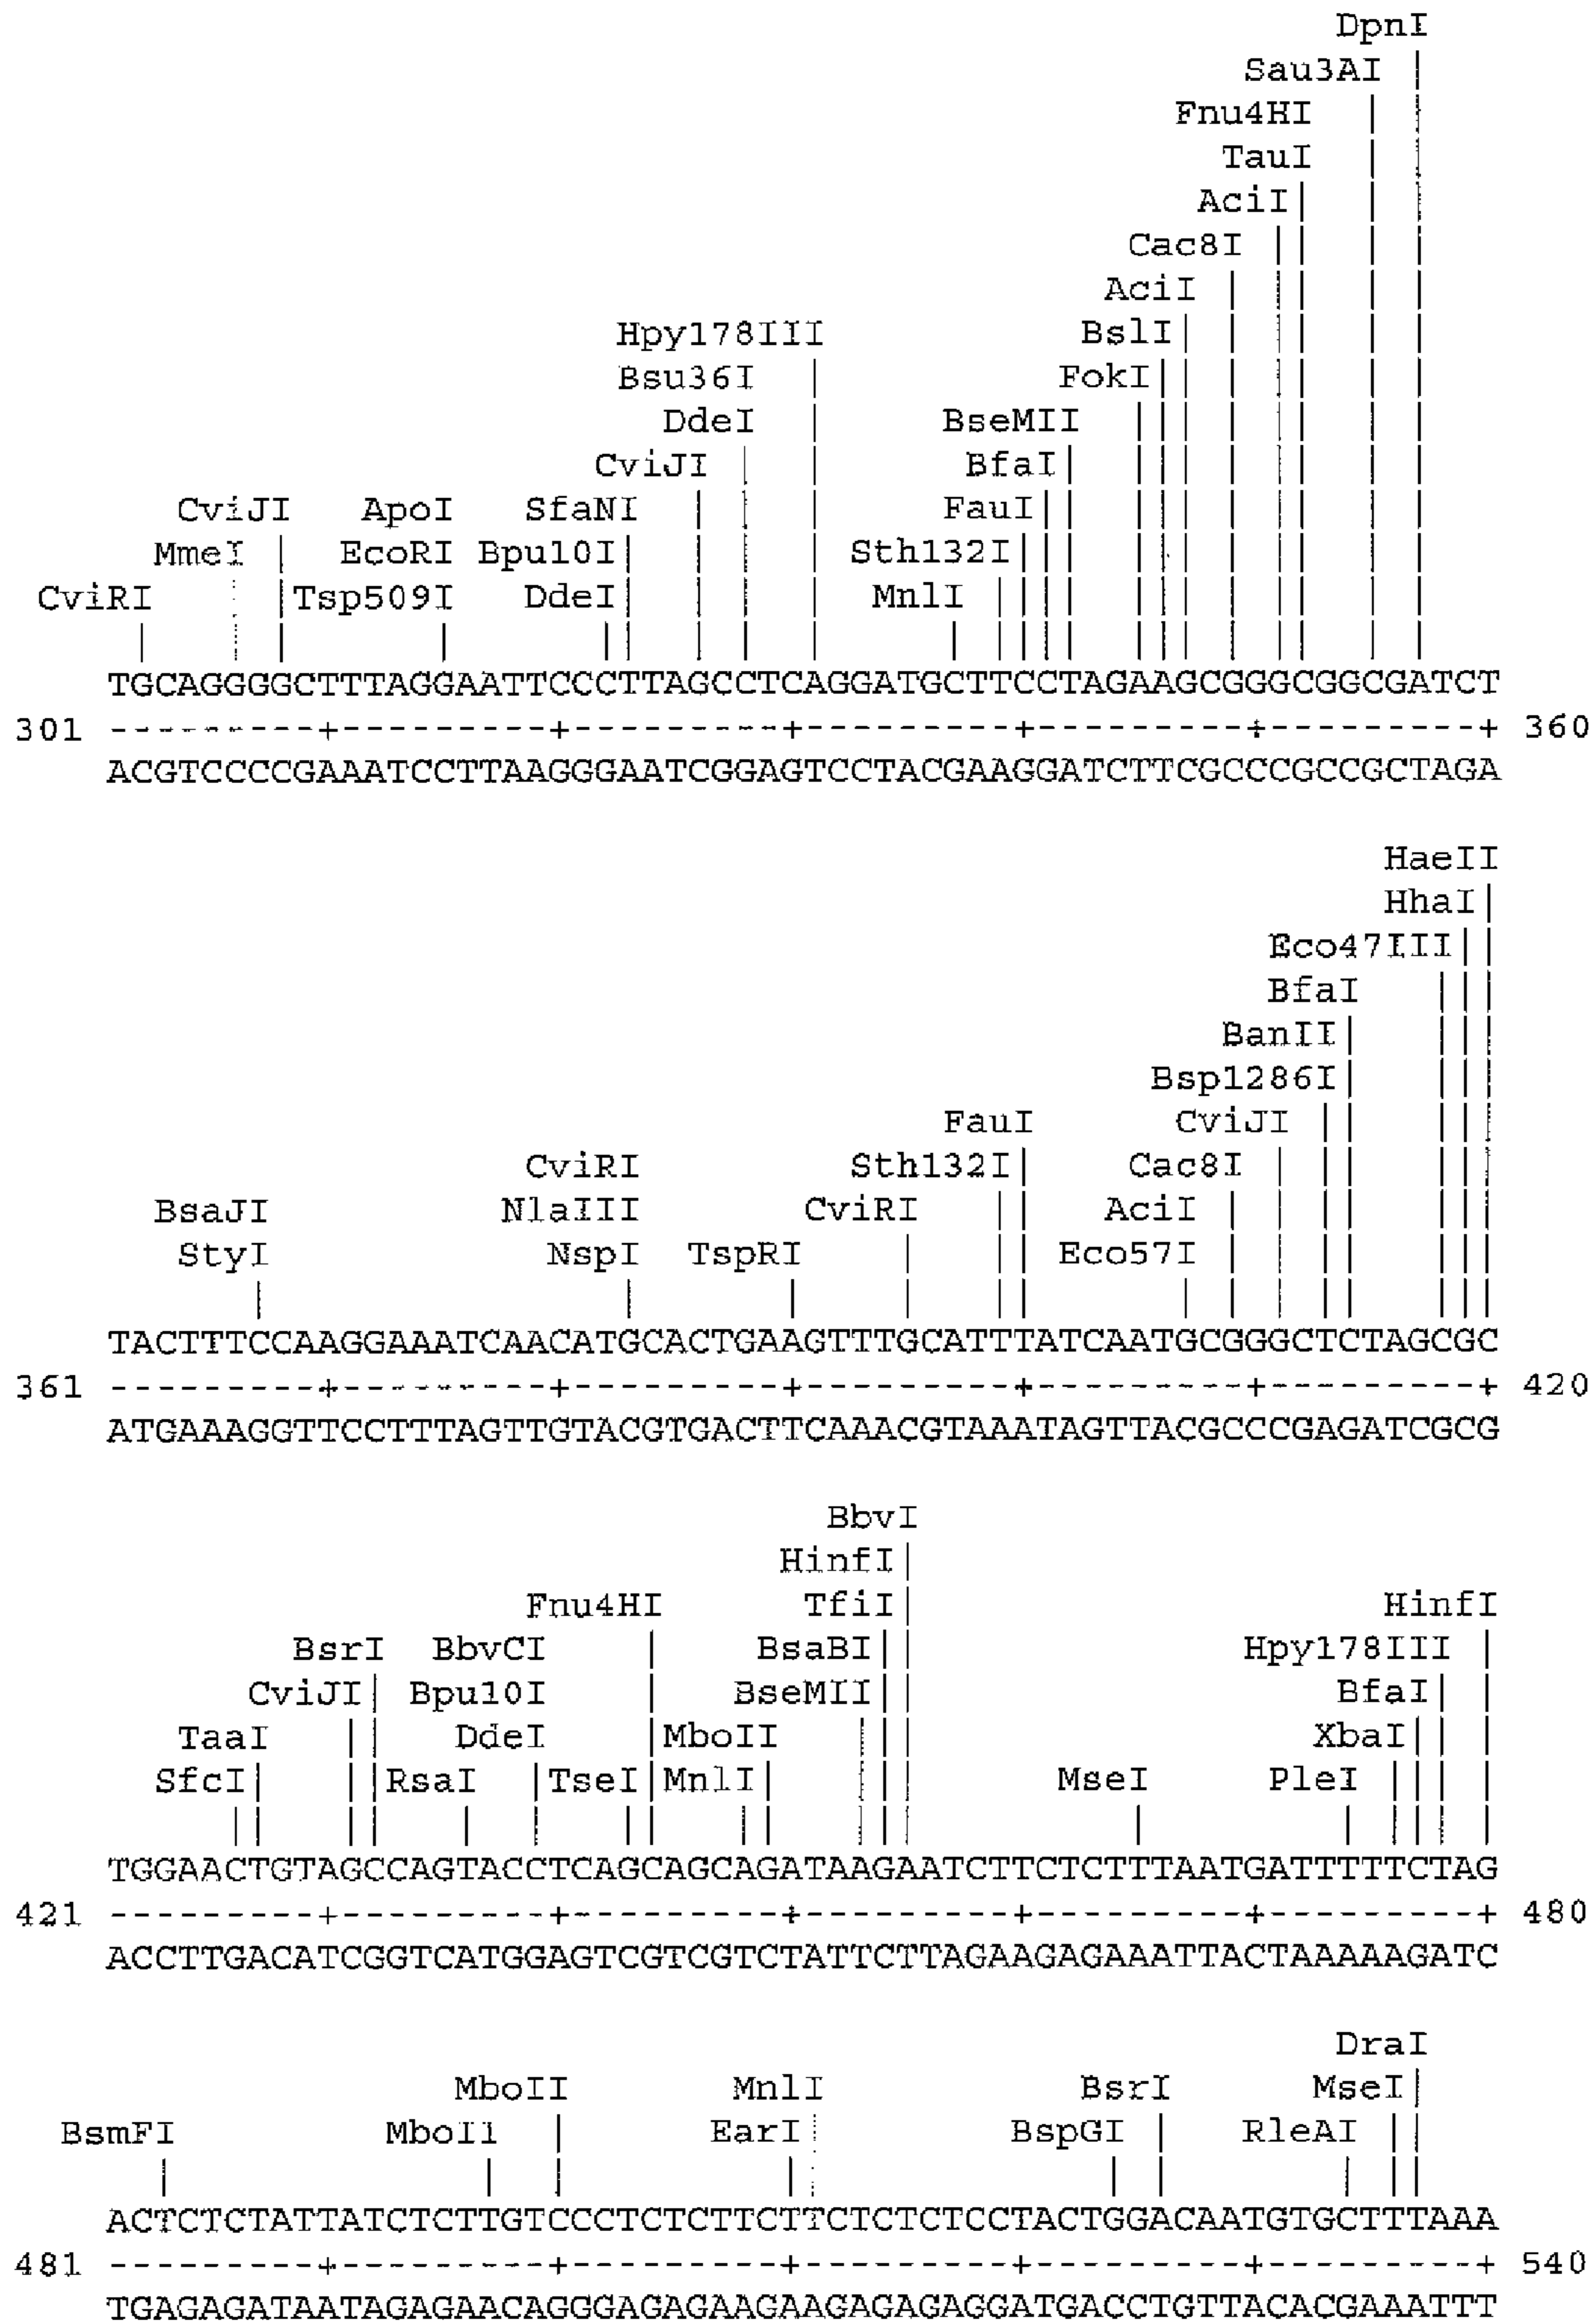 DpnI
Sau3AI
Fnu4HI
TauI
AciI
Cac8I
AciI
Hpy178III BslI
Bsu36I FokI
DdeI BseMII
CviJI BfaI
CviJI ApoI SfaNI FauI
MmeI EcoRI Bpu10I Sth132I
CviRI Tsp509I DdeI MnlI
TGCAGGGGCTTTAGGAATTCCCTTAGCCTCAGGATGCTTCCTAGAAGCGGGCGGCGATCT
301 ---------+---------+---------+---------+---------+---------+ 360
ACGTCCCCGAAATCCTTAAGGGAATCGGAGTCCTACGAAGGATCTTCGCCCGCCGCTAGA
HaeII
HhaI
Eco47III
BfaI
BanII
Bsp1286I
FauI CviJI
CviRI Sth132I Cac8I
BsaJI NlaIII CviRI AciI
StyI NspI TspRI Eco57I
TACTTTCCAAGGAAATCAACATGCACTGAAGTTTGCATTTATCAATGCGGGCTCTAGCGC
361 ---------+---------+---------+---------+---------+---------+ 420
ATGAAAGGTTCCTTTAGTTGTACGTGACTTCAAACGTAAATAGTTACGCCCGAGATCGCG
BbvI
HinfI
Fnu4HI TfiI HinfI
BsrI BbvCI BsaBI Hpy178III
CviJI Bpu10I BseMII BfaI
TaaI DdeI MboII XbaI
SfcI RsaI TseI MnlI MseI PleI
TGGAACTGTAGCCAGTACCTCAGCAGCAGATAAGAATCTTCTCTTTAATGATTTTTCTAG
421 ---------+---------+---------+---------+---------+---------+ 480
ACCTTGACATCGGTCATGGAGTCGTCGTCTATTCTTAGAAGAGAAATTACTAAAAAGATC
DraI
MboII MnlI BsrI MseI
BsmFI MboII EarI BspGI RleAI
ACTCTCTATTATCTCTTGTCCCTCTCTTCTTCTCTCTCCTACTGGACAATGTGCTTTAAA
481 ---------+---------+---------+---------+---------+---------+ 540
TGAGAGATAATAGAGAACAGGGAGAGAAGAAGAGAGAGGATGACCTGTTACACGAAATTT